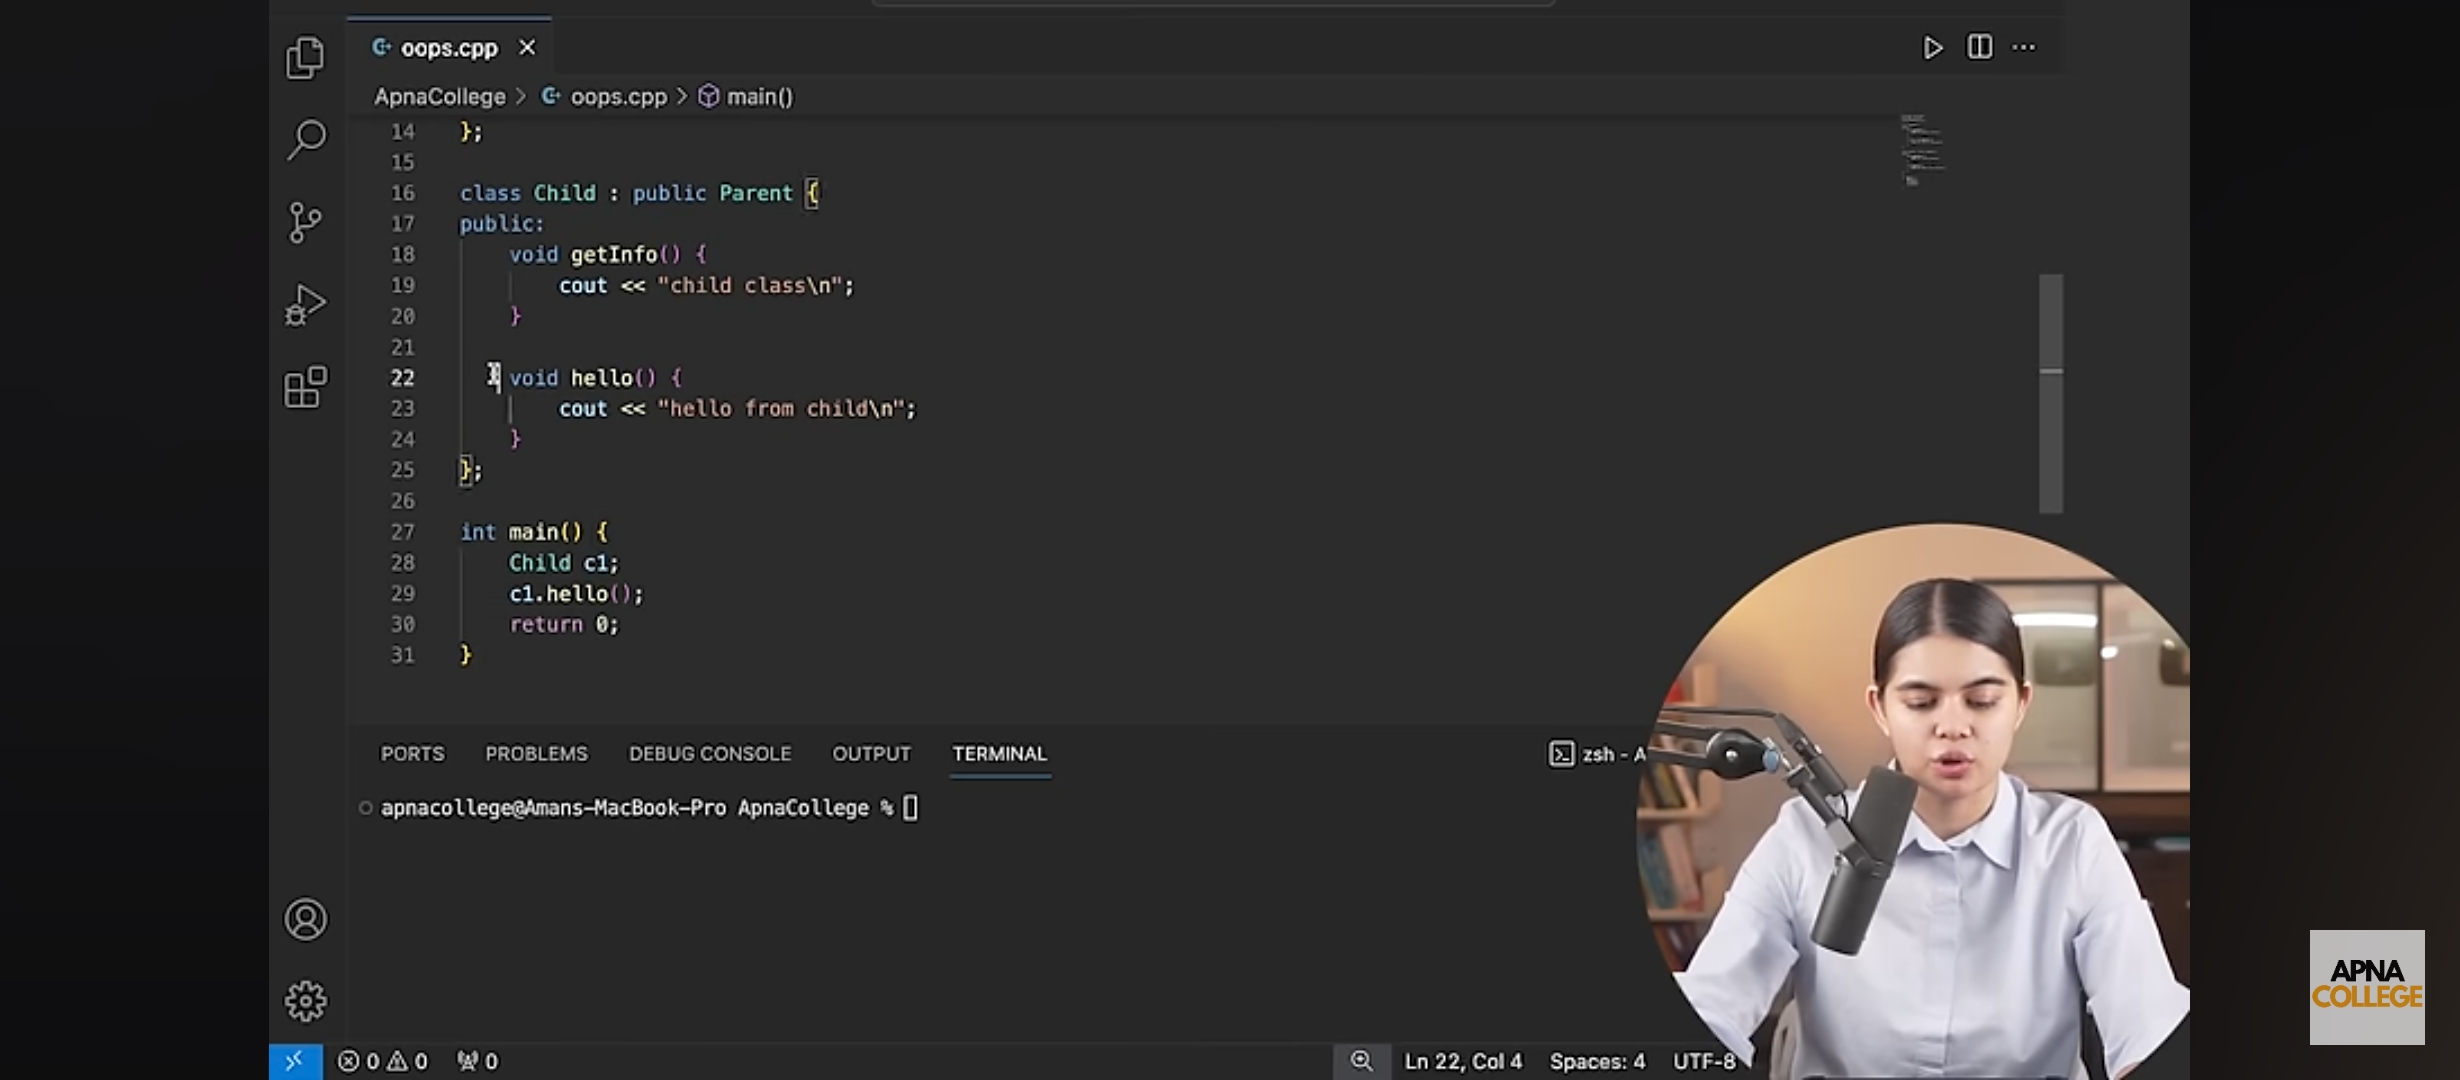 oops.cpp
ApnaCollege > oops.cpp > main()
14 };
15
16 class Child : public Parent {
17 public:
18 void getInfo() {
19 cout << "child class\n";
20 }
21
22 void hello() {
23 cout << "hello from child\n";
24 }
25 };
26
27 int main() {
28 Child c1;
29 c1.hello();
30 return 0;
31 }
PORTS PROBLEMS DEBUG CONSOLE OUTPUT TERMINAL zsh - A
apnacollege@Amans-MacBook-Pro ApnaCollege %
APNA
COLLEGE
0 0 0 Ln 22, Col 4 Spaces: 4 UTF-8